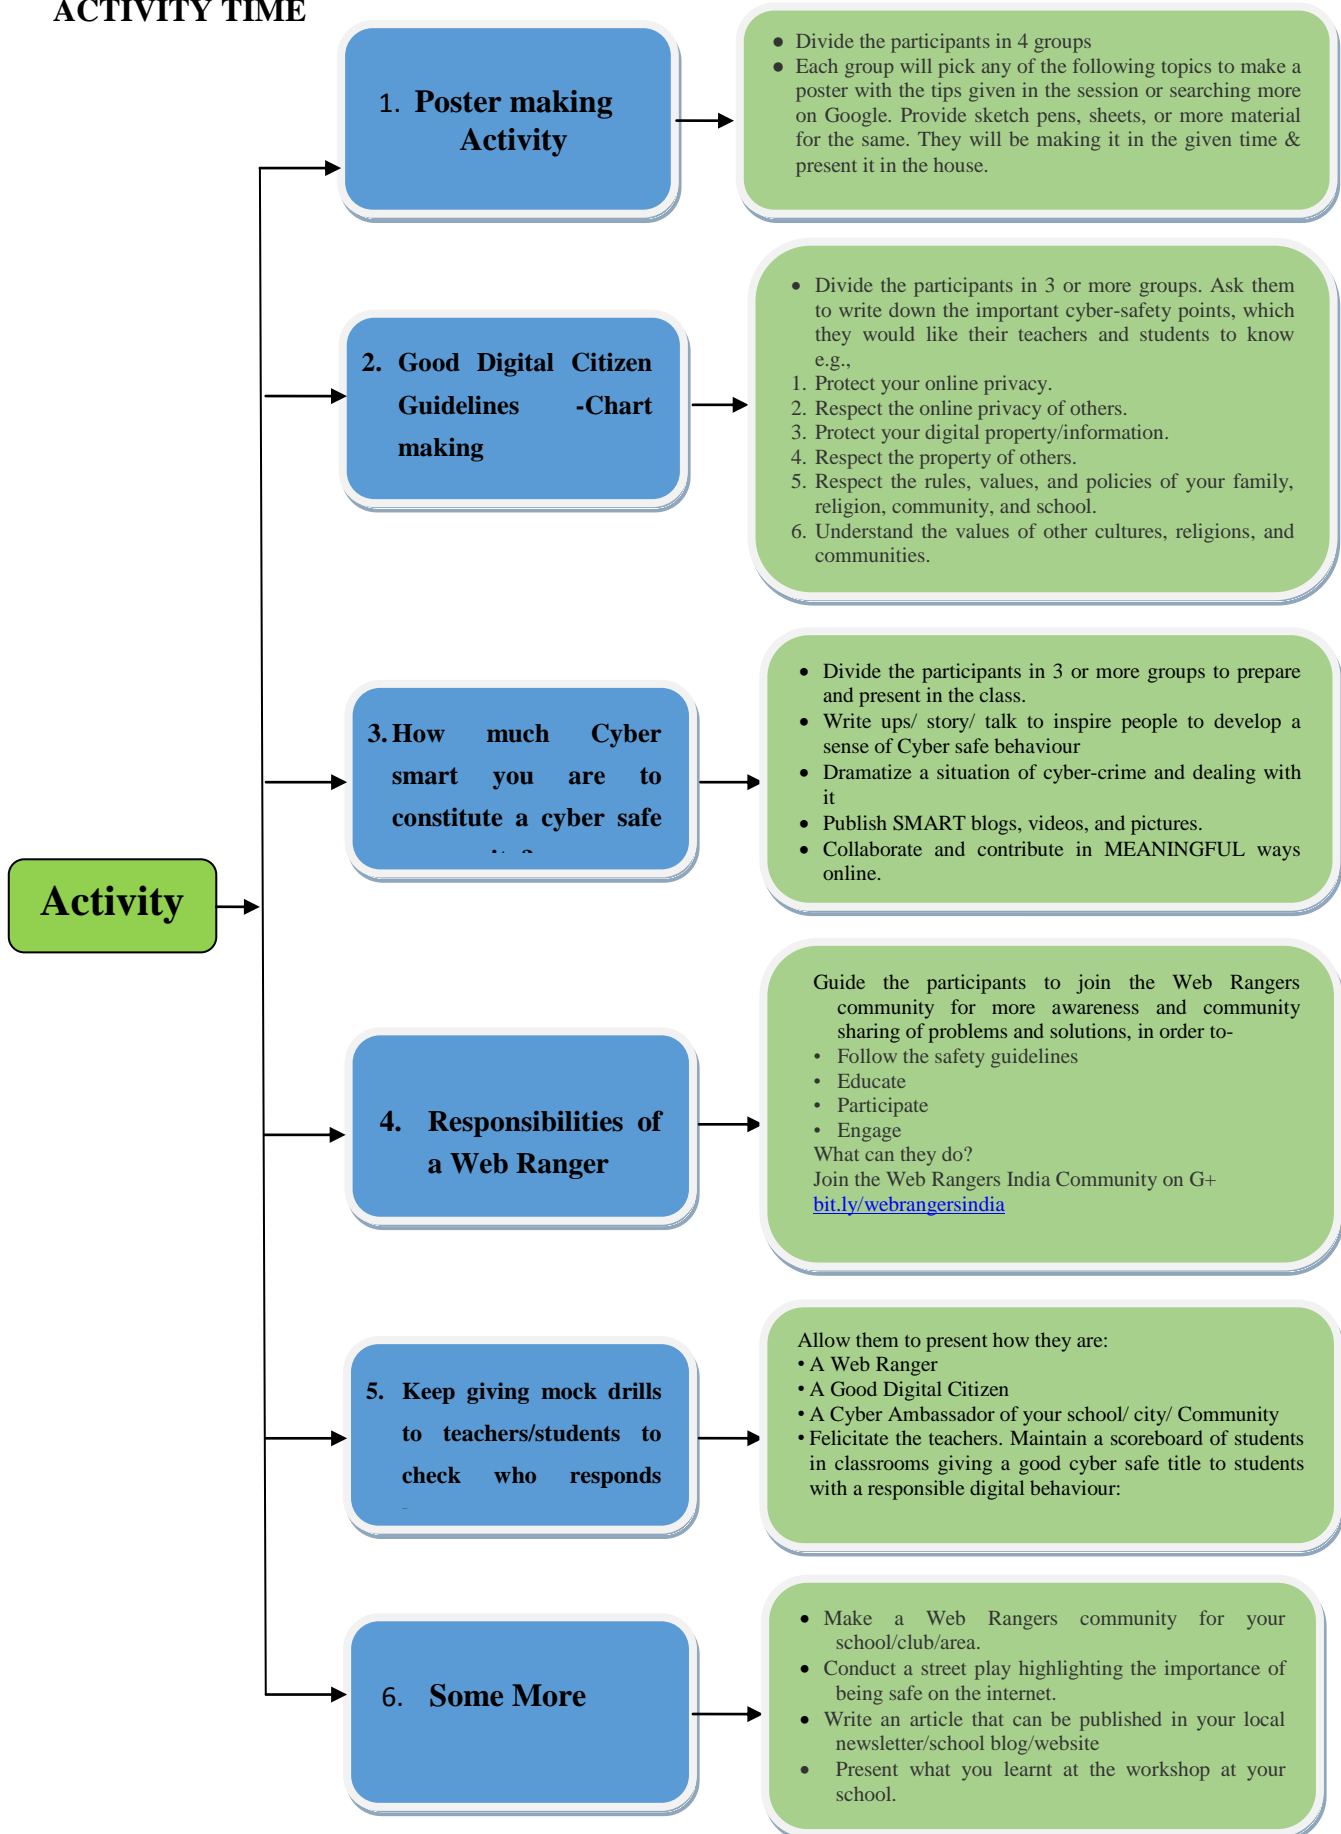 ACTIVITY TIME
1. Poster making
Activity
● Divide the participants in 4 groups
● Each group will pick any of the following topics to make a
poster with the tips given in the session or searching more
on Google. Provide sketch pens, sheets, or more material
for the same. They will be making it in the given time &
present it in the house.
2. Good Digital Citizen
Guidelines -Chart
making
● Divide the participants in 3 or more groups. Ask them
to write down the important cyber-safety points, which
they would like their teachers and students to know
e.g.,
1. Protect your online privacy.
2. Respect the online privacy of others.
3. Protect your digital property/information.
4. Respect the property of others.
5. Respect the rules, values, and policies of your family,
religion, community, and school.
6. Understand the values of other cultures, religions, and
communities.
3. How much Cyber
smart you are to
constitute a cyber safe
● Divide the participants in 3 or more groups to prepare
and present in the class.
● Write ups/ story/ talk to inspire people to develop a
sense of Cyber safe behaviour
● Dramatize a situation of cyber-crime and dealing with
it
● Publish SMART blogs, videos, and pictures.
● Collaborate and contribute in MEANINGFUL ways
online.
Activity
4. Responsibilities of
a Web Ranger
Guide the participants to join the Web Rangers
community for more awareness and community
sharing of problems and solutions, in order to-
• Follow the safety guidelines
• Educate
• Participate
• Engage
What can they do?
Join the Web Rangers India Community on G+
bit.ly/webrangersindia
5. Keep giving mock drills
to teachers/students to
check who responds
Allow them to present how they are:
• A Web Ranger
• A Good Digital Citizen
• A Cyber Ambassador of your school/ city/ Community
• Felicitate the teachers. Maintain a scoreboard of students
in classrooms giving a good cyber safe title to students
with a responsible digital behaviour:
6. Some More
● Make a Web Rangers community for your
school/club/area.
● Conduct a street play highlighting the importance of
being safe on the internet.
● Write an article that can be published in your local
newsletter/school blog/website
● Present what you learnt at the workshop at your
school.